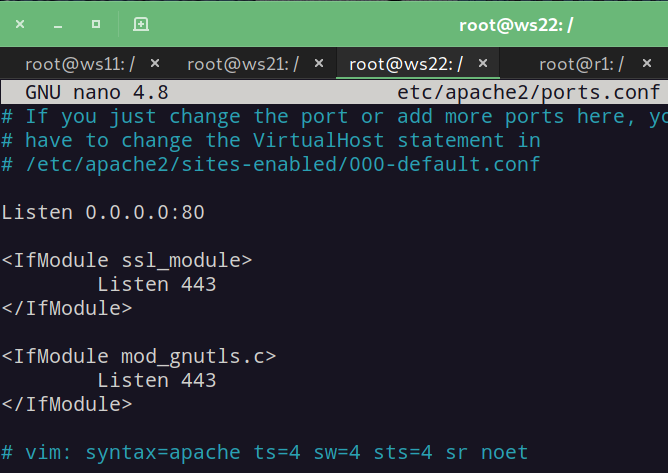 root@ws22: /
root@ws11: /
root@ws21: /
root@ws22: /
root@r1: /
GNU nano 4.8 etc/apache2/ports.conf
# If you just change the port or add more ports here,
# have to change the VirtualHost statement in
# /etc/apache2/sites-enabled/000-default.conf
Listen 0.0.0.0:80
<IfModule ssl_module>
Listen 443
</IfModule>
<IfModule mod_gnutls.c>
Listen 443
</IfModule>
# vim: syntax=apache ts=4 sw=4 sts=4 sr noet